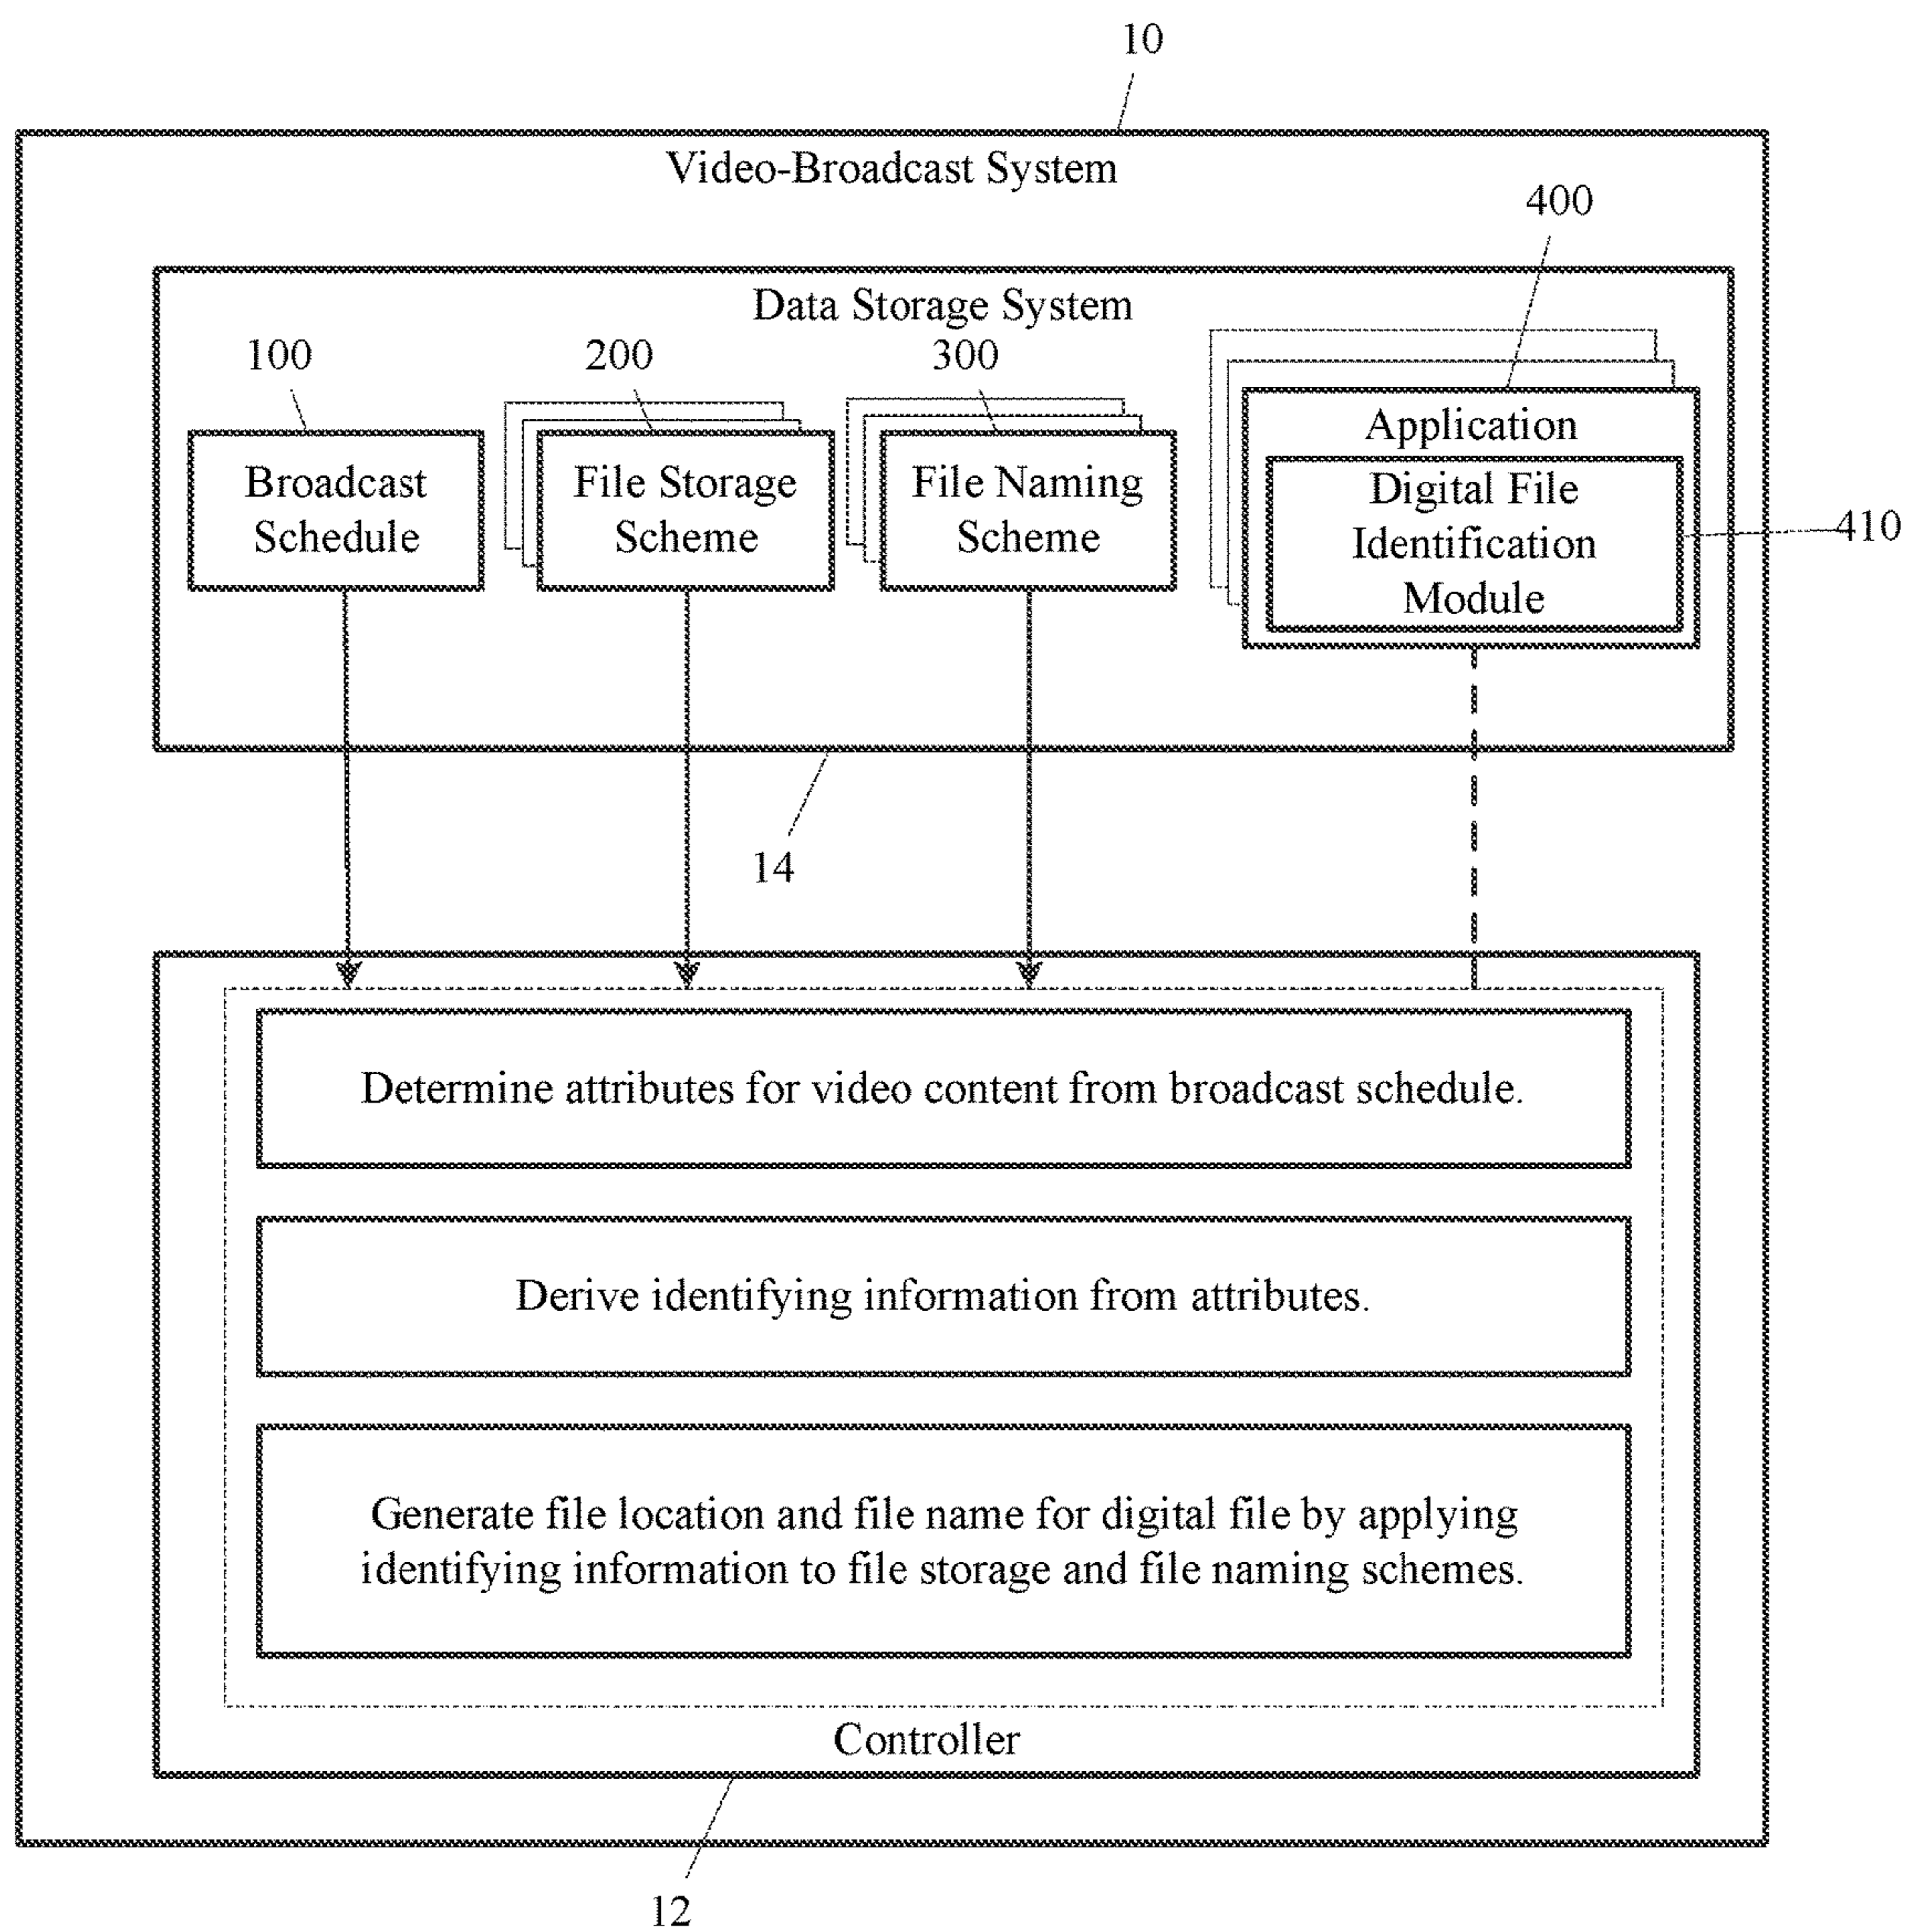 10
Video-Broadcast System
400
Data Storage System
100
200
300
Application
Broadcast
Schedule
File Storage
Scheme
File Naming
Scheme
Digital File
Identification
Module
410
14
Determine attributes for video content from broadcast schedule.
Derive identifying information from attributes.
Generate file location and file name for digital file by applying
identifying information to file storage and file naming schemes.
Controller
12